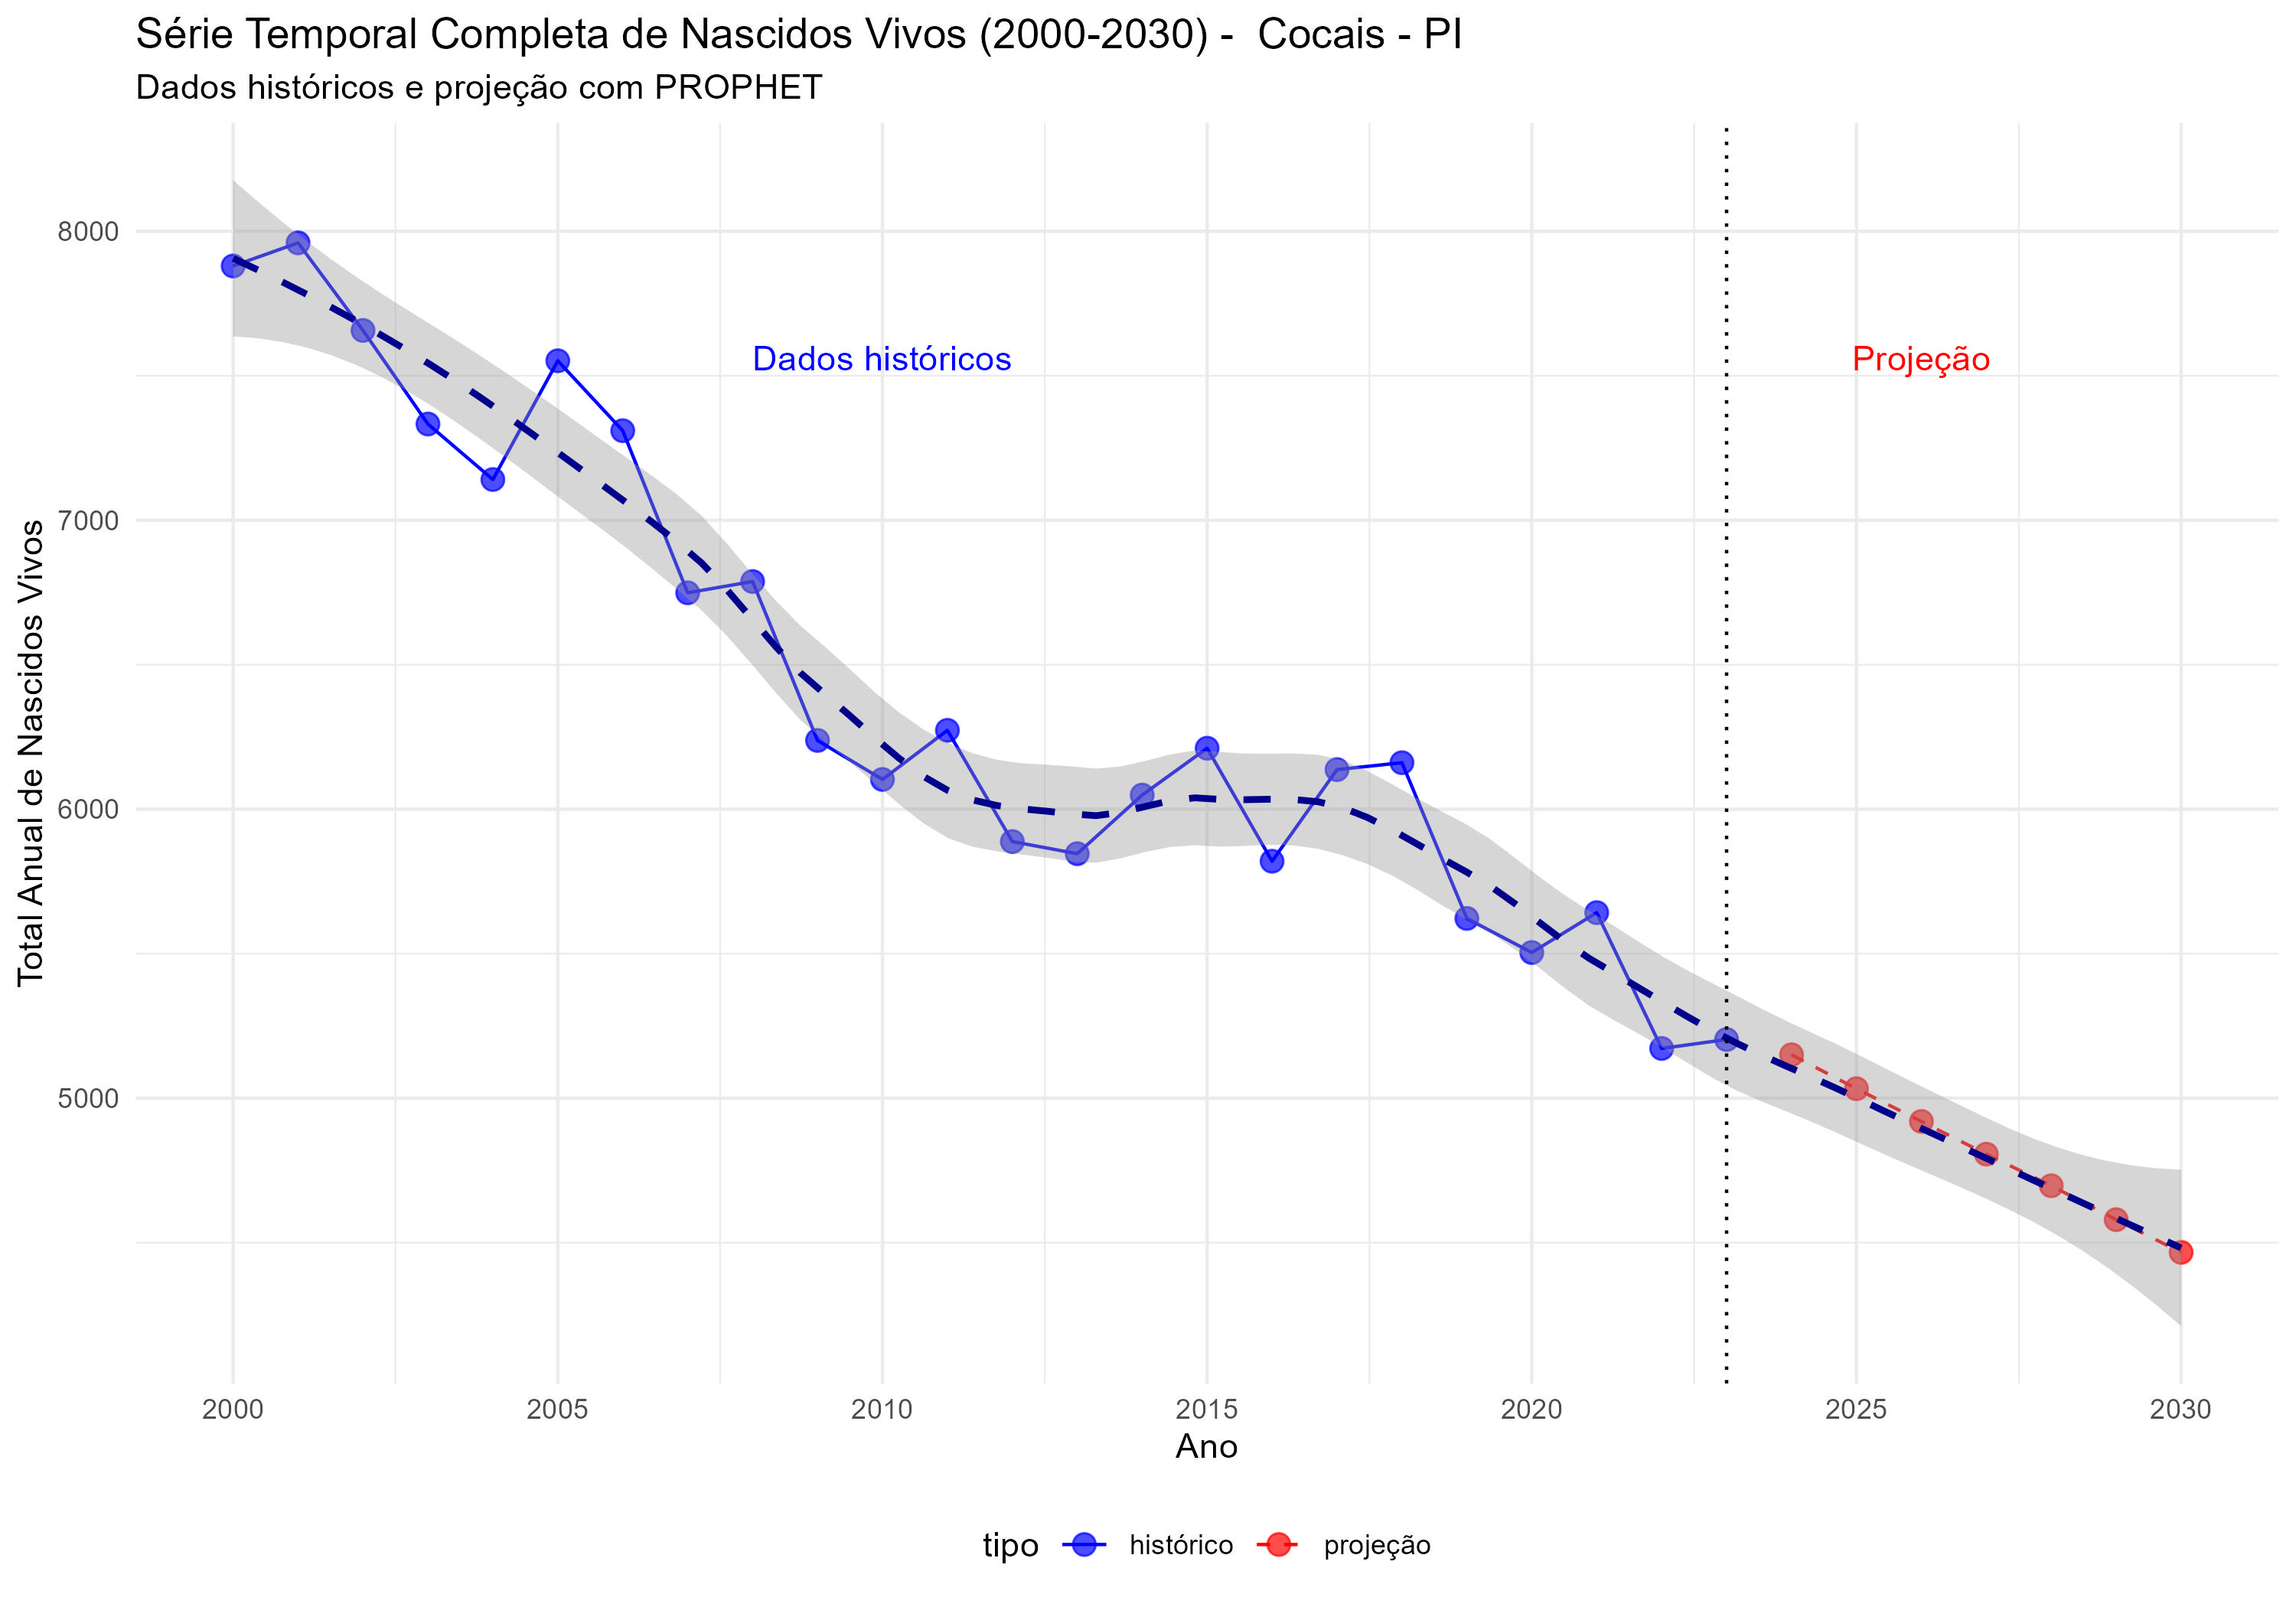 Série Temporal Completa de Nascidos Vivos (2000-2030) -  Cocais - PI
Dados históricos e projeção com PROPHET
Total Anual de Nascidos Vivos
8000
7000
6000
5000
Dados históricos
Projeção
2000
2005
2010
2015
2020
2025
2030
Ano
tipo
histórico
projeção